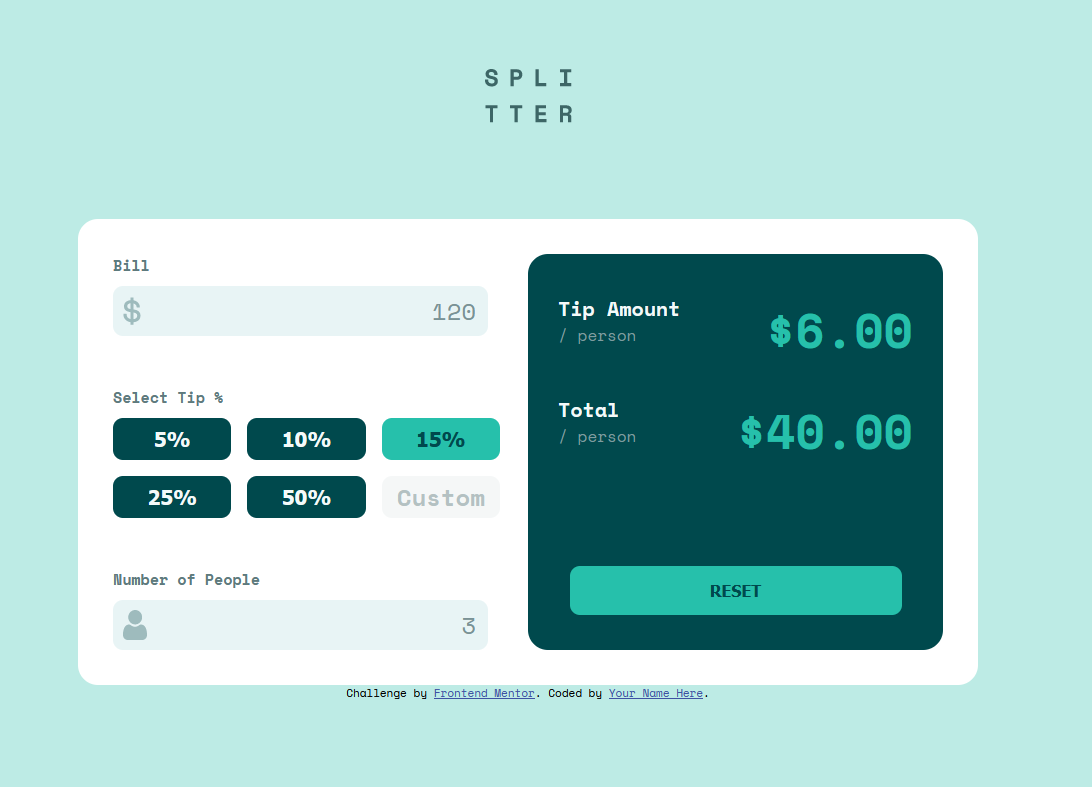 SPLI
TTER
Bill
$ 120
Select Tip %
5% 10% 15%
25% 50% Custom
Number of People
3
Tip Amount
/ person
$6.00
Total
/ person
$40.00
RESET
Challenge by Frontend Mentor. Coded by Your Name Here.